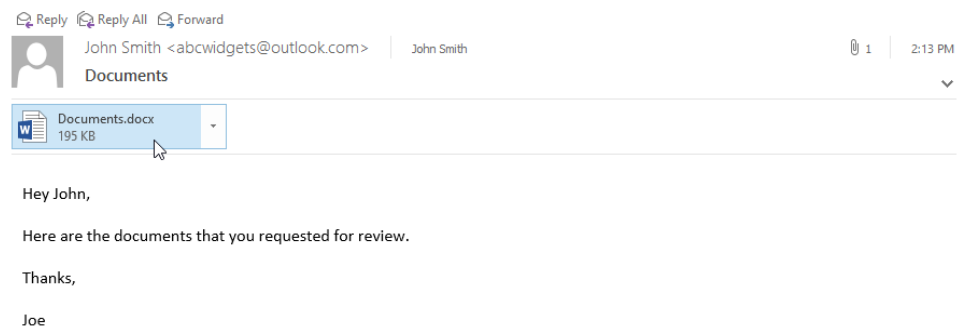 Reply Reply All Forward
John Smith <abcwidgets@outlook.com> John Smith 1 2:13 PM
Documents
Documents.docx
195 KB
Hey John,
Here are the documents that you requested for review.
Thanks,
Joe